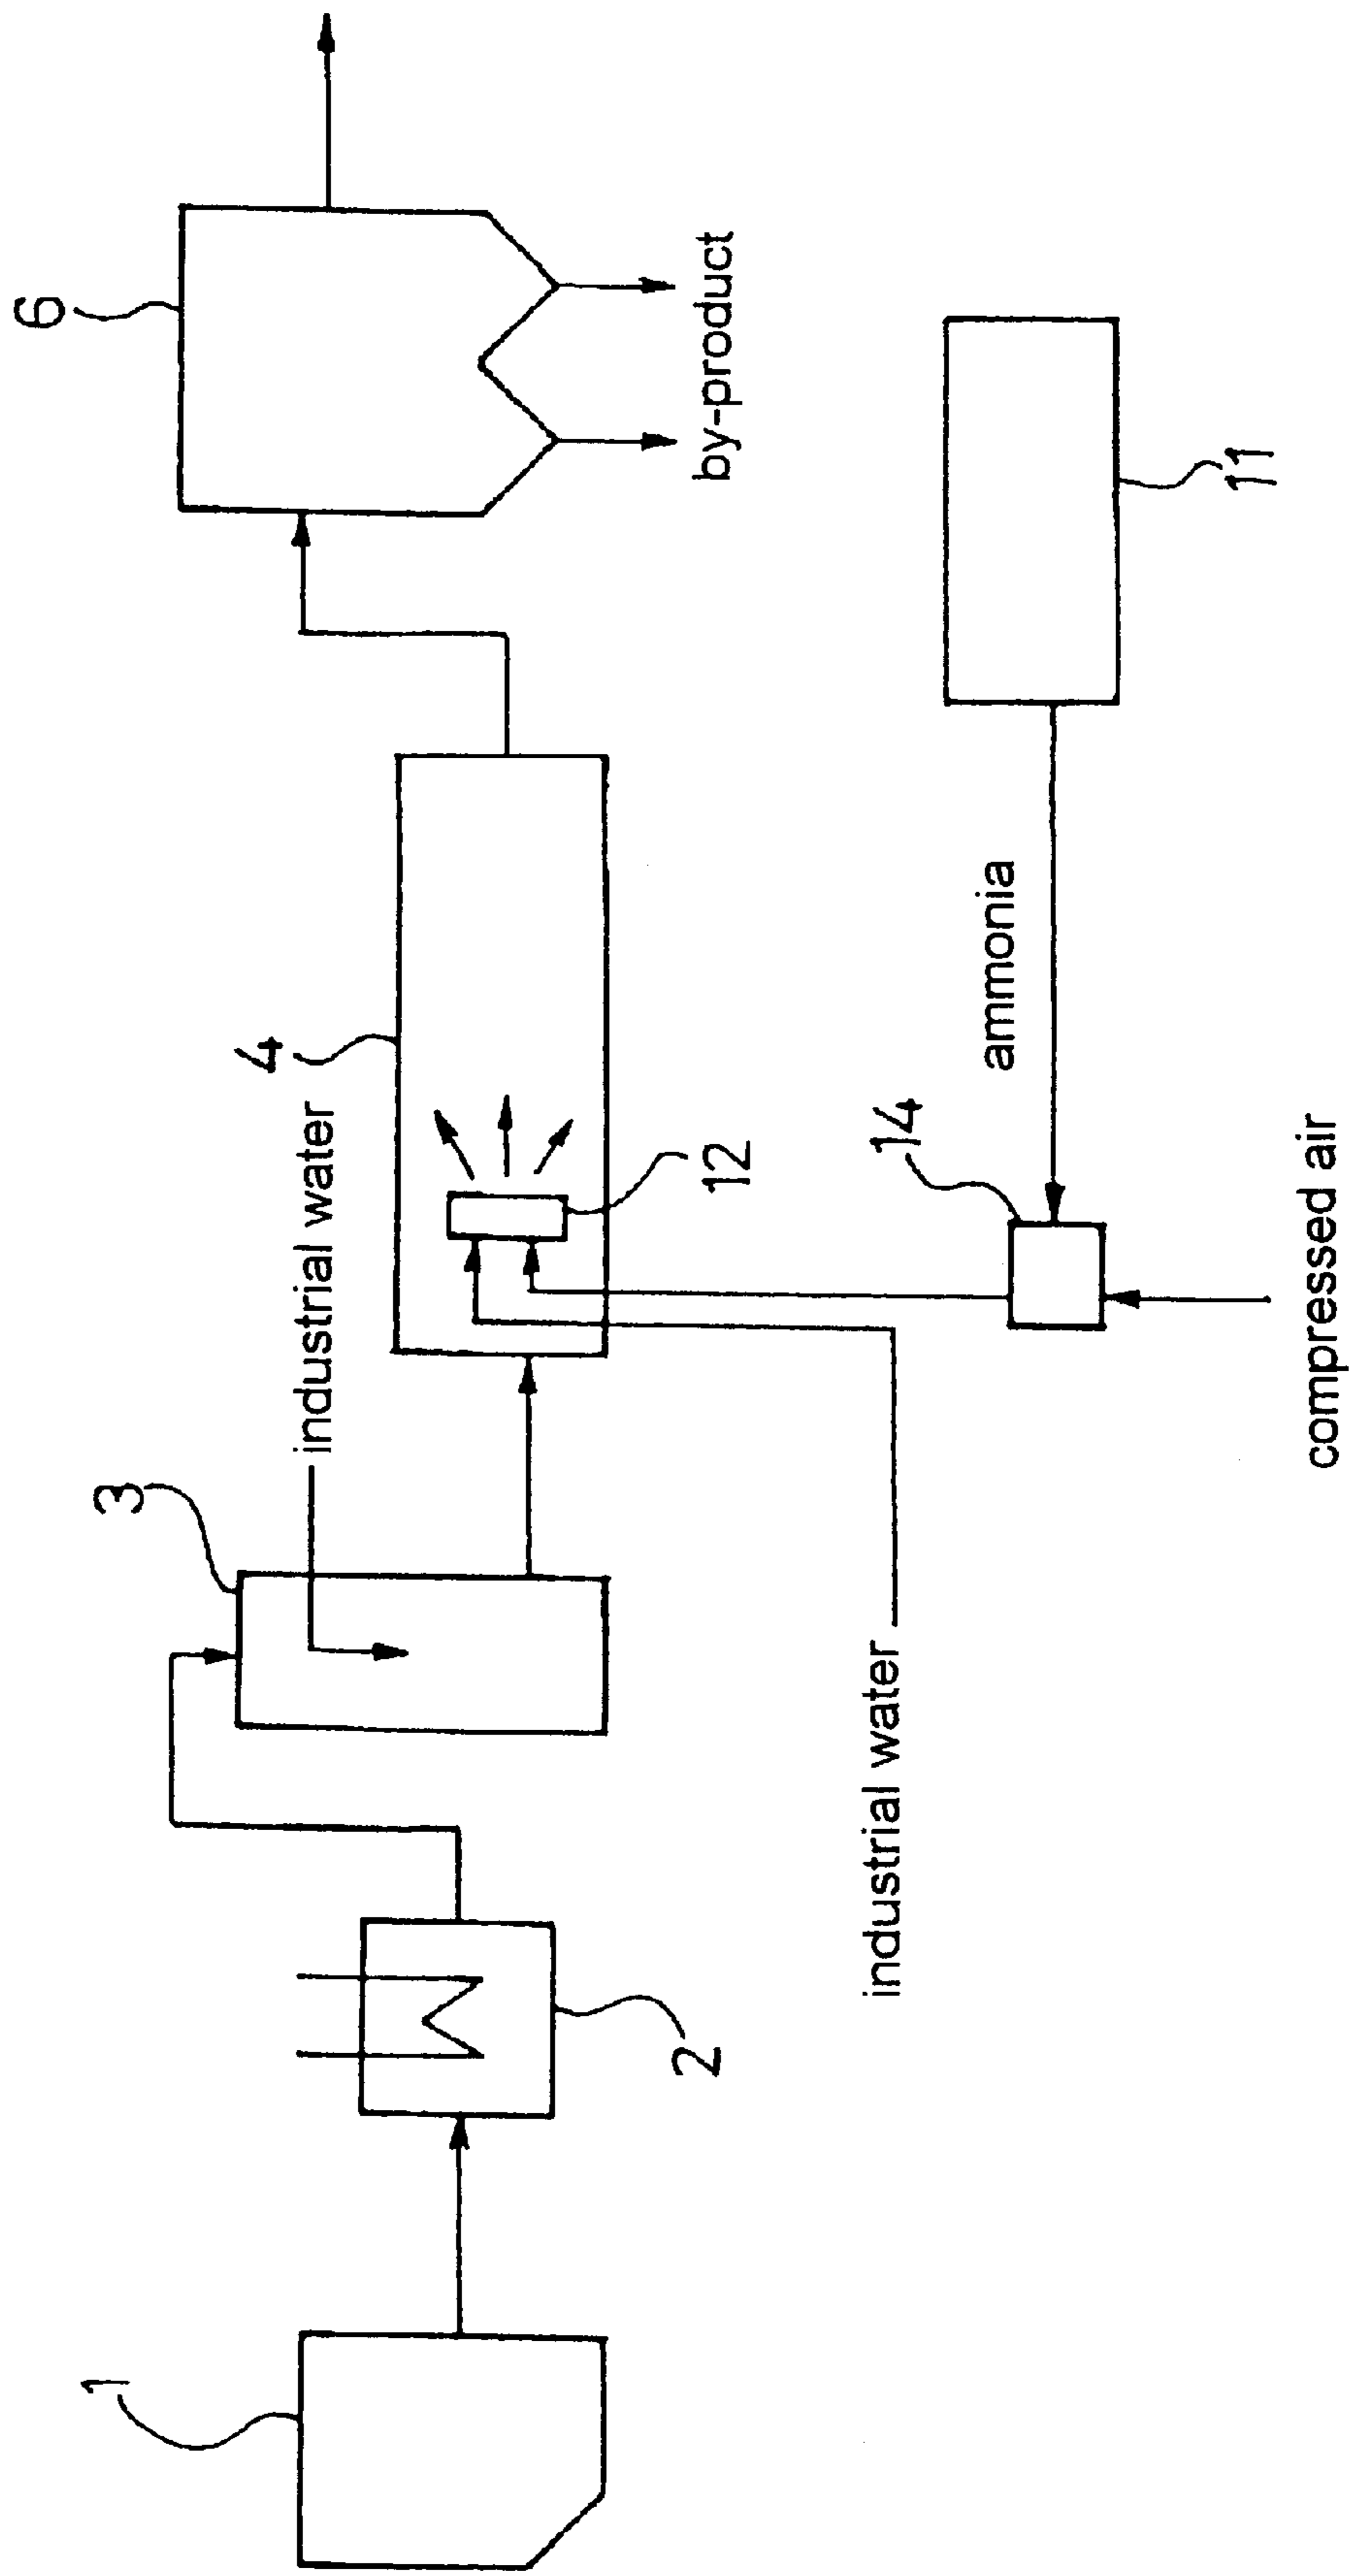 1
2
3
industrial water
4
12
6
by-product
industrial water
14
ammonia
11
compressed air